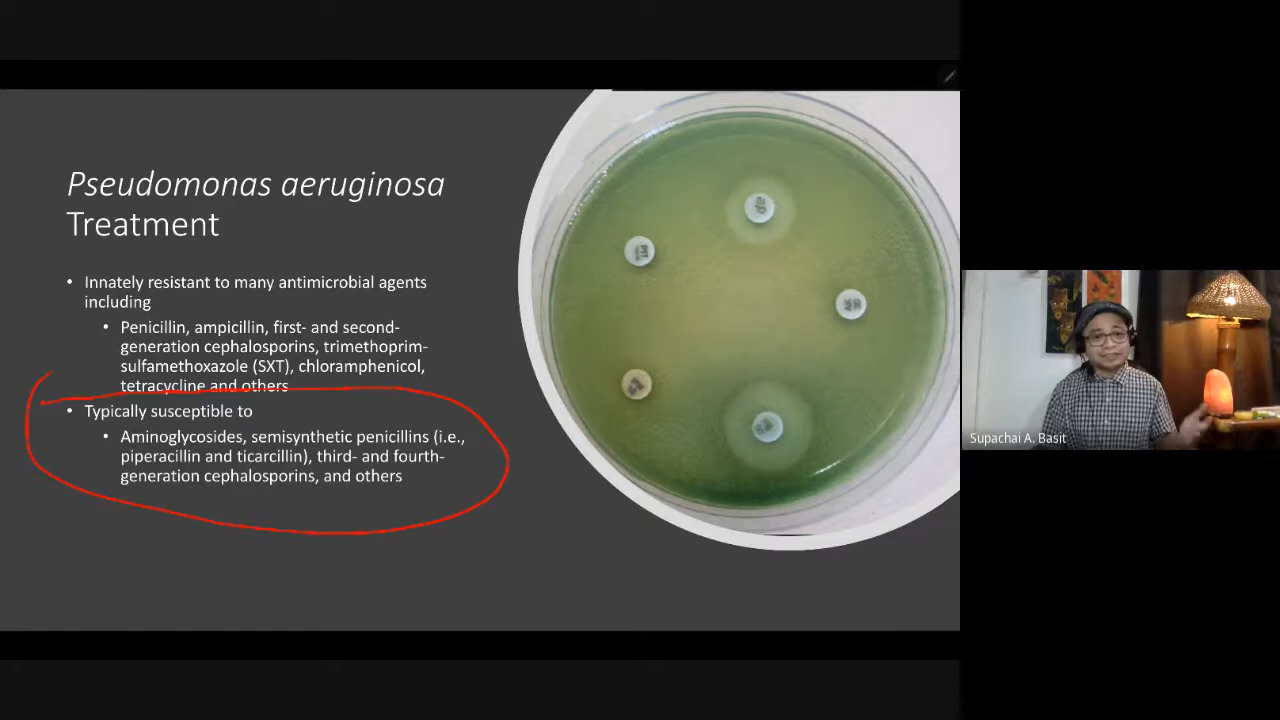 Pseudomonas aeruginosa
Treatment
• Innately resistant to many antimicrobial agents
including
• Penicillin, ampicillin, first- and second-
generation cephalosporins, trimethoprim-
sulfamethoxazole (SXT), chloramphenicol,
tetracycline and others
• Typically susceptible to
• Aminoglycosides, semisynthetic penicillins (i.e.,
piperacillin and ticarcillin), third- and fourth-
generation cephalosporins, and others
Supachai A. Basit